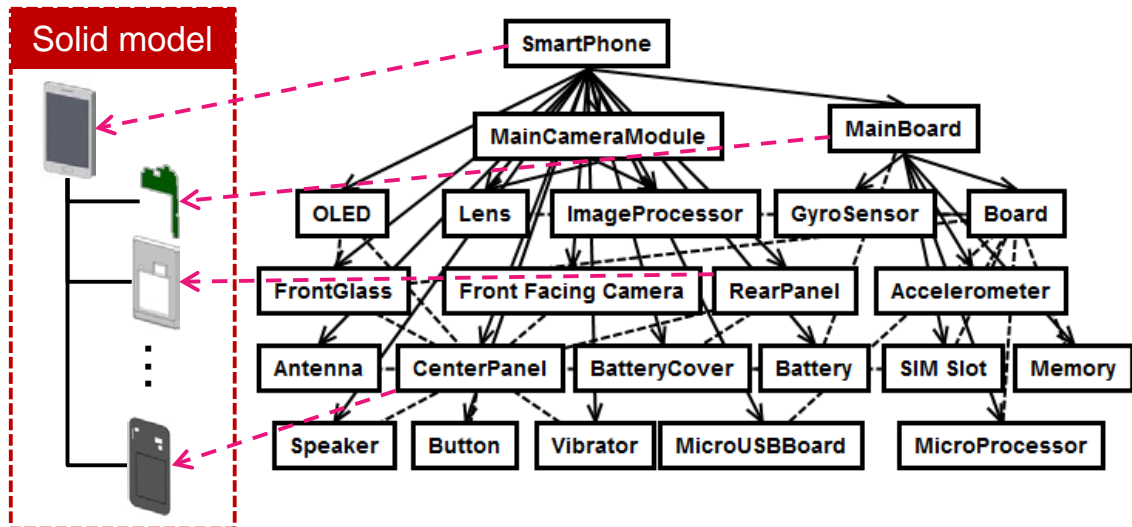 Solid model
SmartPhone
MainCameraModule
MainBoard
OLED
Lens
ImageProcessor
GyroSensor
Board
FrontGlass
Front Facing Camera
RearPanel
Accelerometer
Antenna
CenterPanel
BatteryCover
Battery
SIM Slot
Memory
Speaker
Button
Vibrator
MicroUSBBoard
MicroProcessor